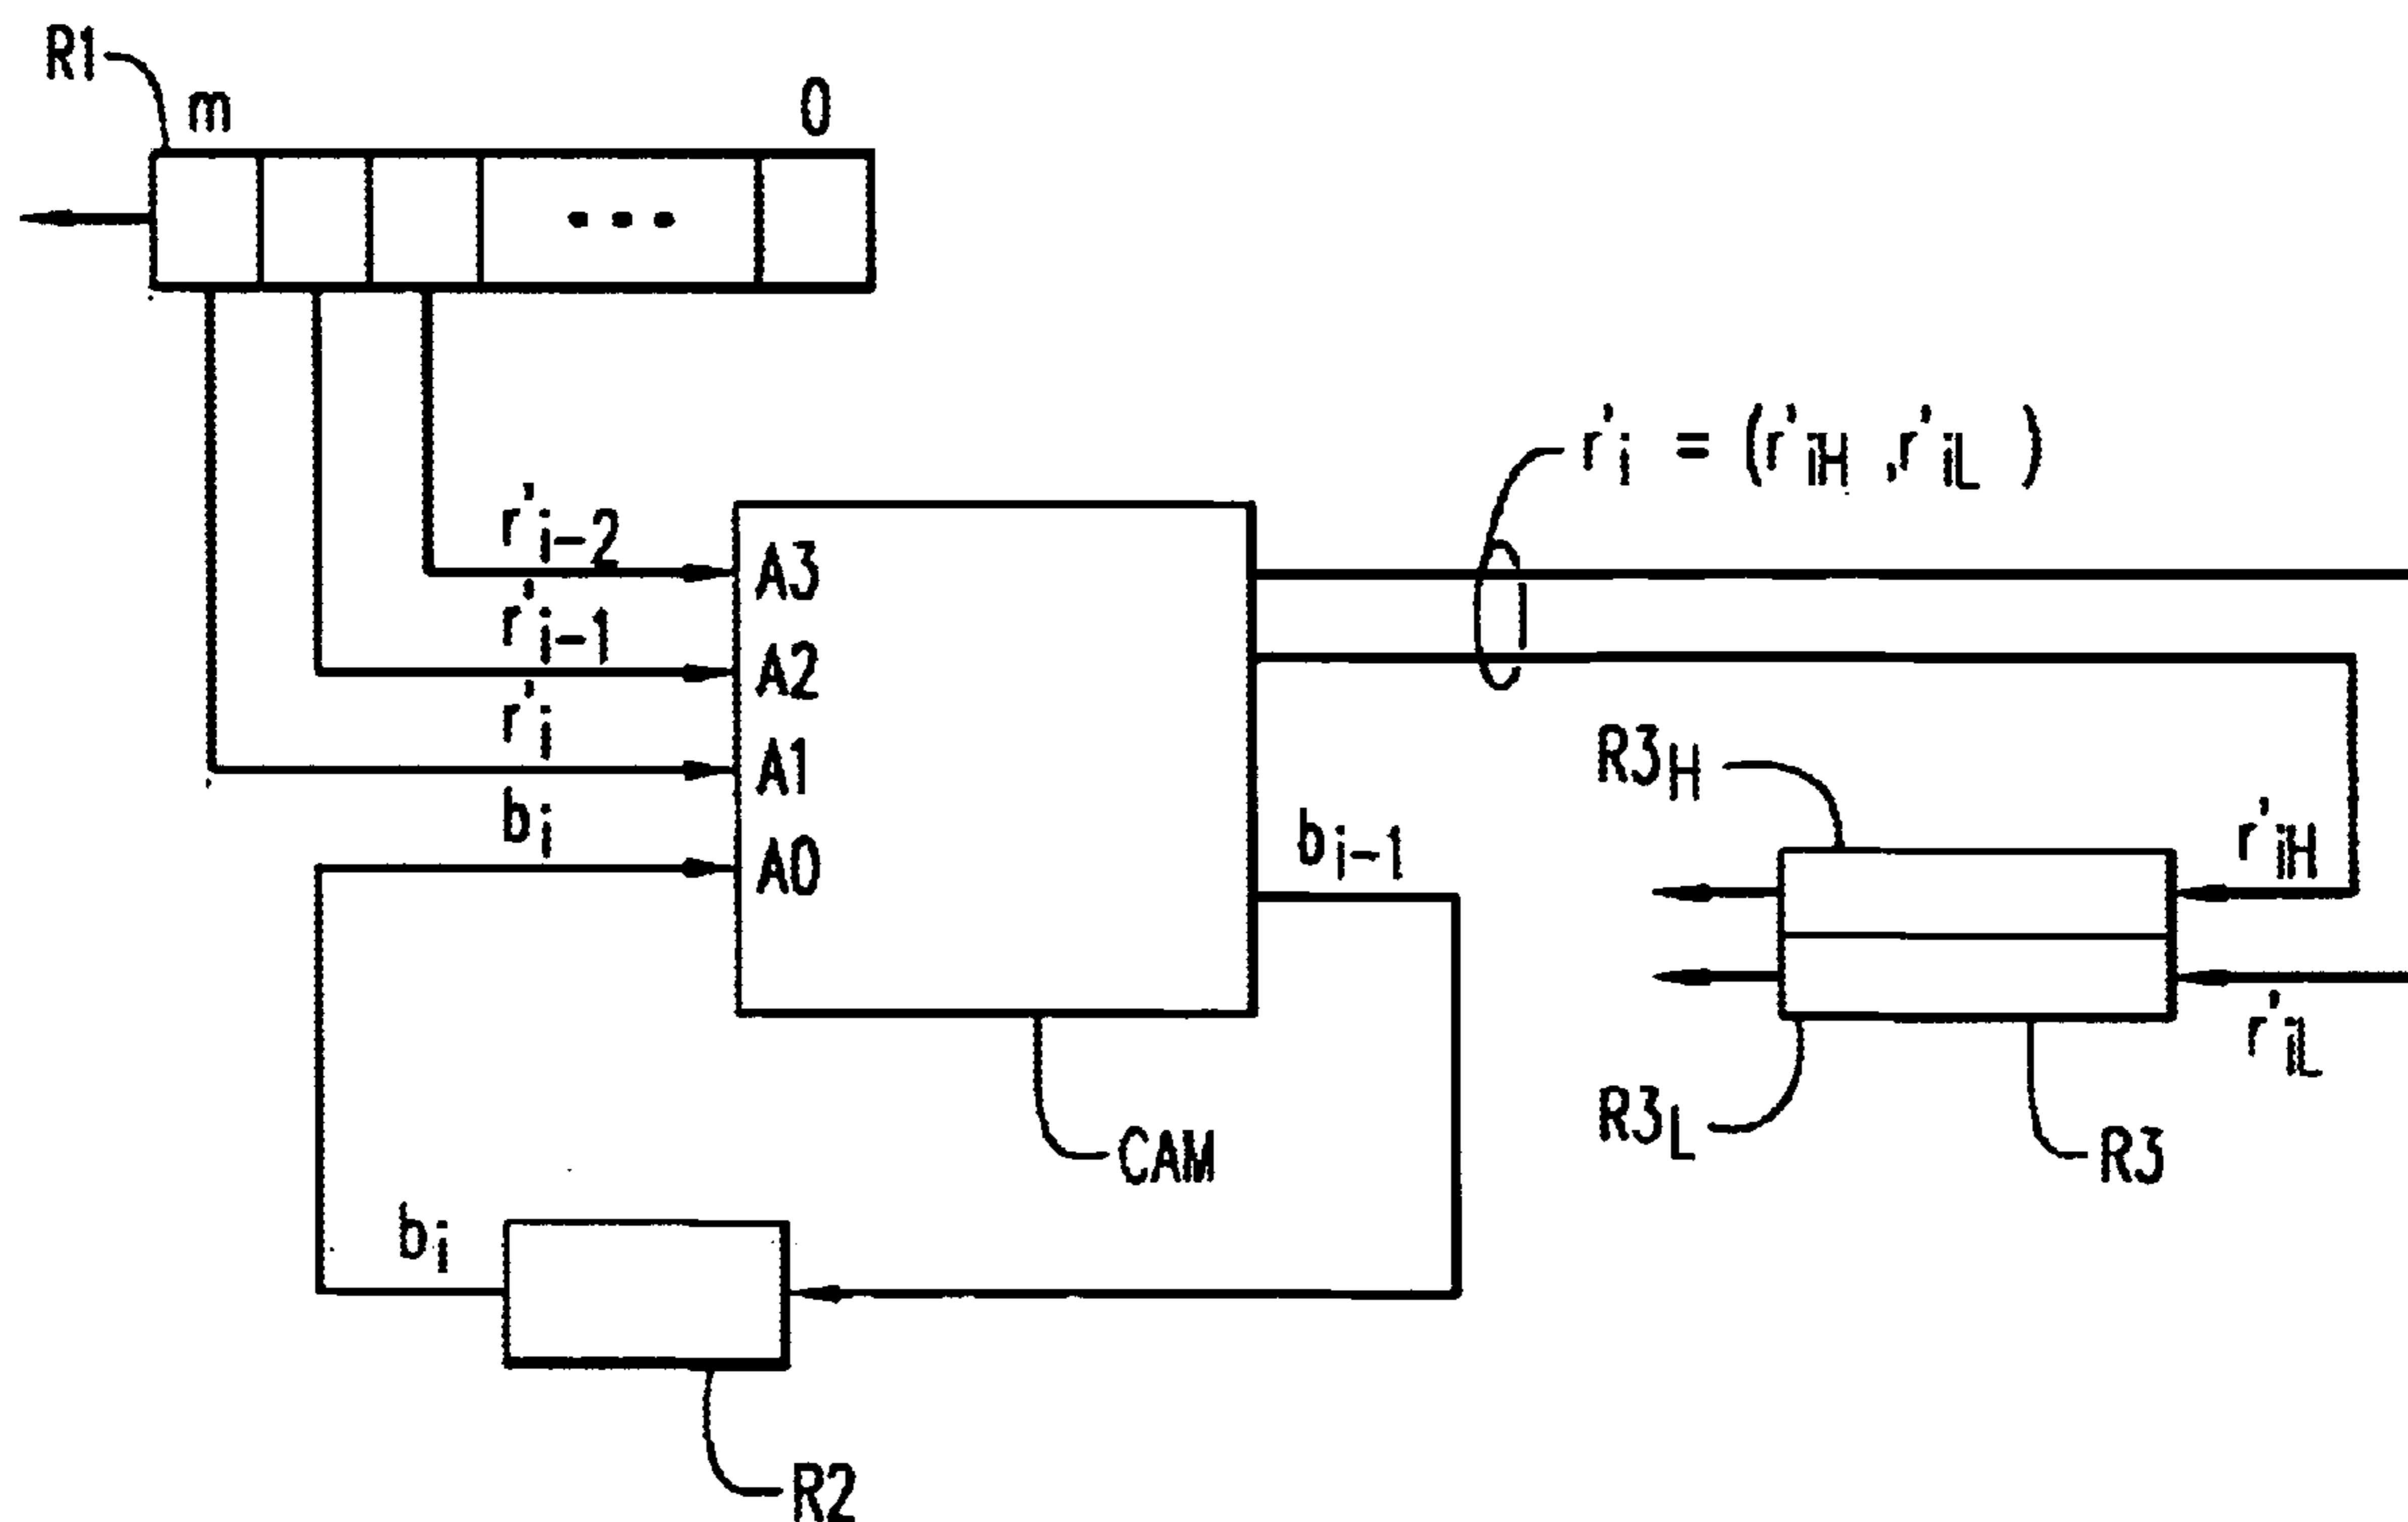 R1
m
0
r'i = (r'iH ,r'iL )
r'i-2
A3
r'i-1
A2
r'i
A1
bi
A0
bi-1
R3H
r'iH
r'iL
R3L
R3
CAM
bi
R2